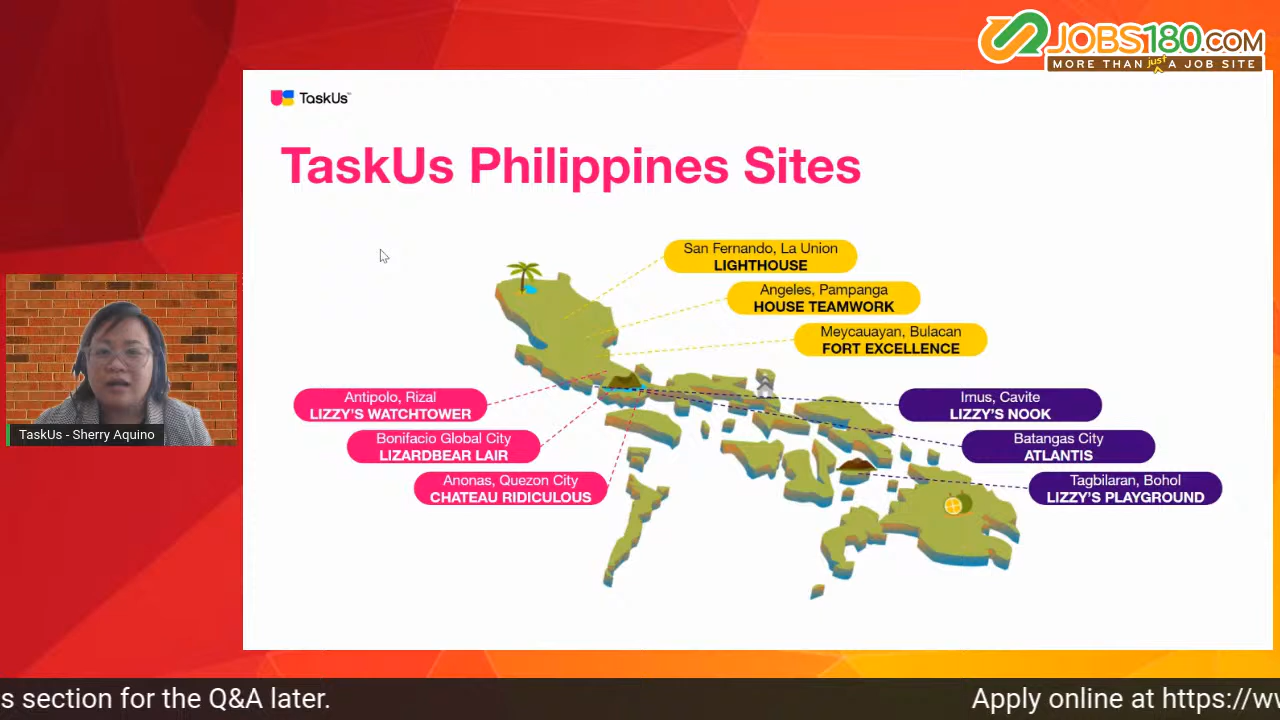 JOBS180.COM
MORE THAN just A JOB SITE
TaskUs
TaskUs Philippines Sites
San Fernando, La Union
LIGHTHOUSE
Angeles, Pampanga
HOUSE TEAMWORK
Meycauayan, Bulacan
FORT EXCELLENCE
Antipolo, Rizal
LIZZY'S WATCHTOWER
Bonifacio Global City
LIZARDBEAR LAIR
Anonas, Quezon City
CHATEAU RIDICULOUS
Imus, Cavite
LIZZY'S NOOK
Batangas City
ATLANTIS
Tagbilaran, Bohol
LIZZY'S PLAYGROUND
TaskUs - Sherry Aquino
s section for the Q&A later.
Apply online at https://w